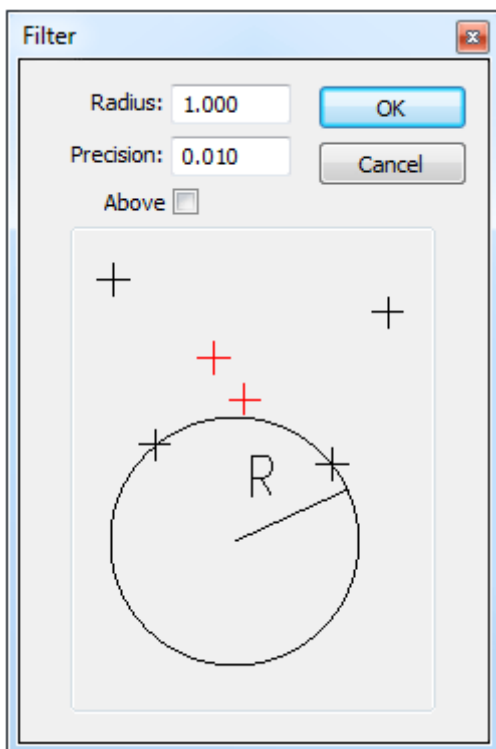 Filter
Radius: 1.000
OK
Precision: 0.010
Cancel
Above
R